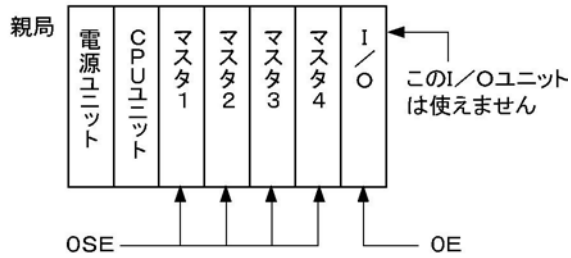 親局
電源ユニット
CPUユニット
マスタ1
マスタ2
マスタ3
マスタ4
I/O
このI/Oユニット
は使えません
OSE
OE